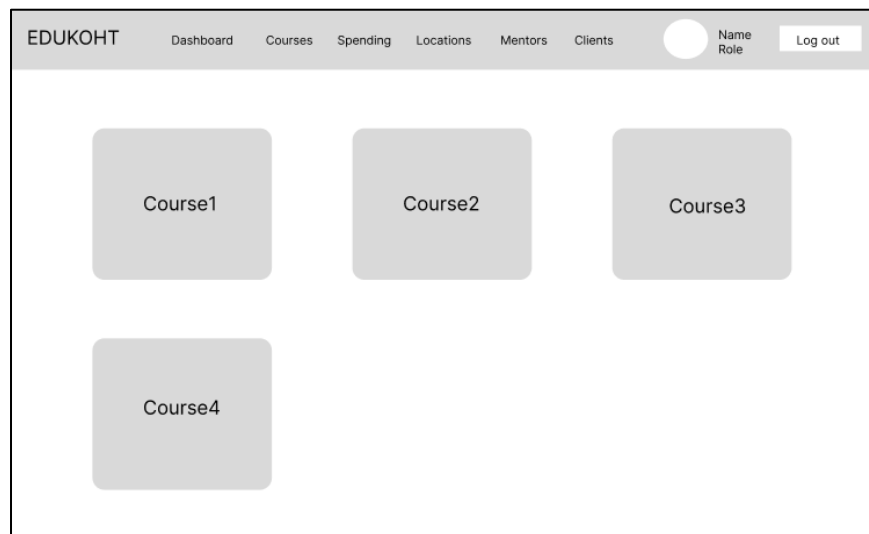 EDUKOHT
Dashboard Courses Spending Locations Mentors Clients
Name
Role
Log out
Course1 Course2 Course3
Course4